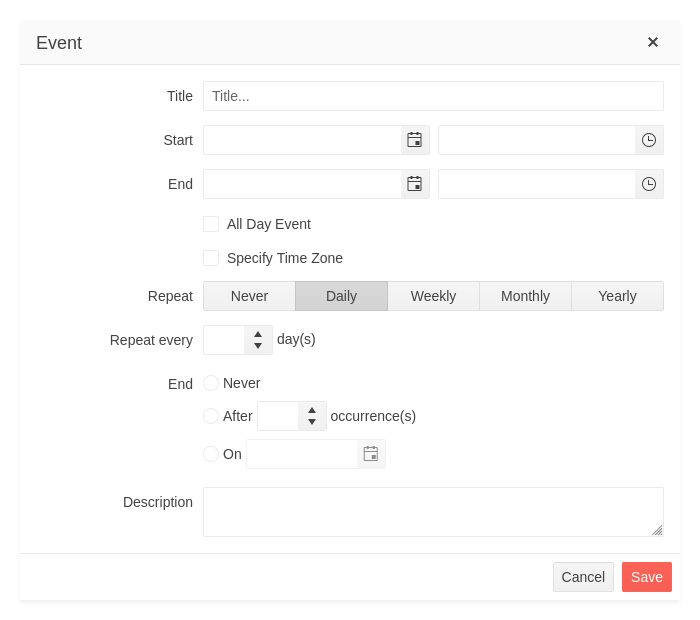 Event
Title Title...
Start
End
All Day Event
Specify Time Zone
Repeat Never Daily Weekly Monthly Yearly
Repeat every day(s)
End Never
After occurrence(s)
On
Description
Cancel Save